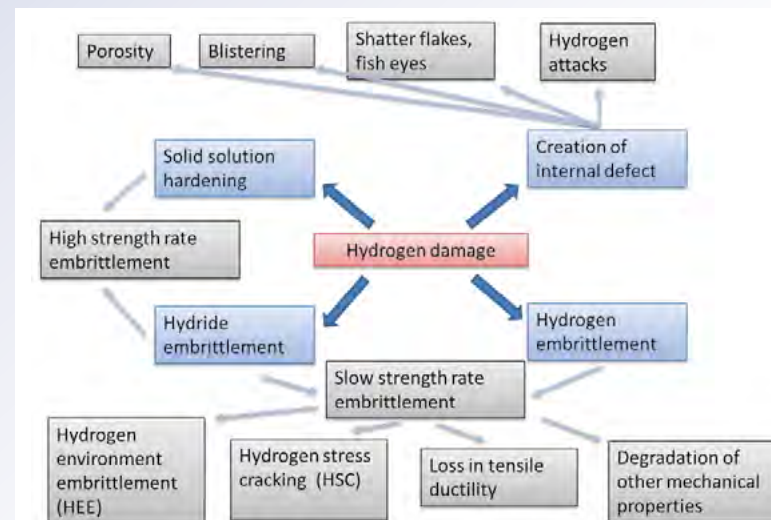 Porosity
Blistering
Shatter flakes,
fish eyes
Hydrogen
attacks
Solid solution
hardening
Creation of
internal defect
High strength rate
embrittlement
Hydrogen damage
Hydride
embrittlement
Hydrogen
embrittlement
Slow strength rate
embrittlement
Hydrogen
environment
embrittlement
(HEE)
Hydrogen stress
cracking (HSC)
Loss in tensile
ductility
Degradation of
other mechanical
properties